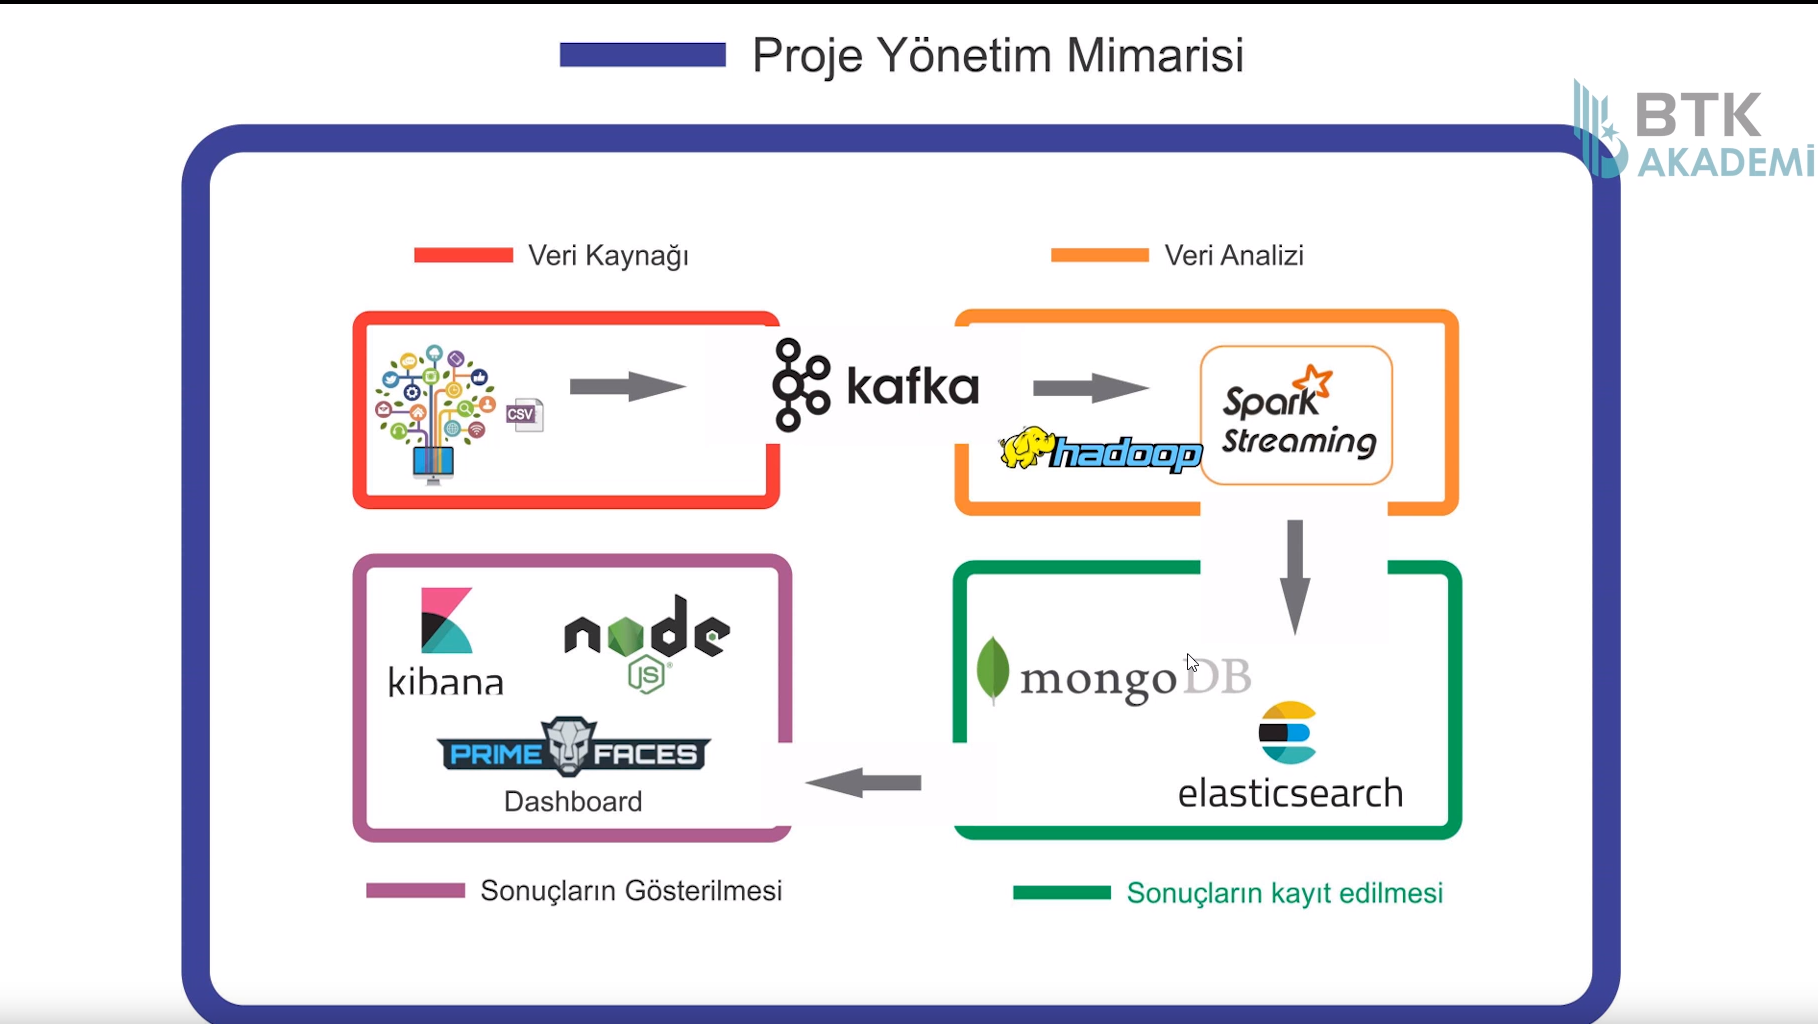 Proje Yönetim Mimarisi
BTK
AKADEMİ
Veri Kaynağı
Veri Analizi
CSV
kafka
hadoop
Spark
Streaming
kibana
node
JS
PRIME FACES
Dashboard
mongoDB
elasticsearch
Sonuçların Gösterilmesi
Sonuçların kayıt edilmesi